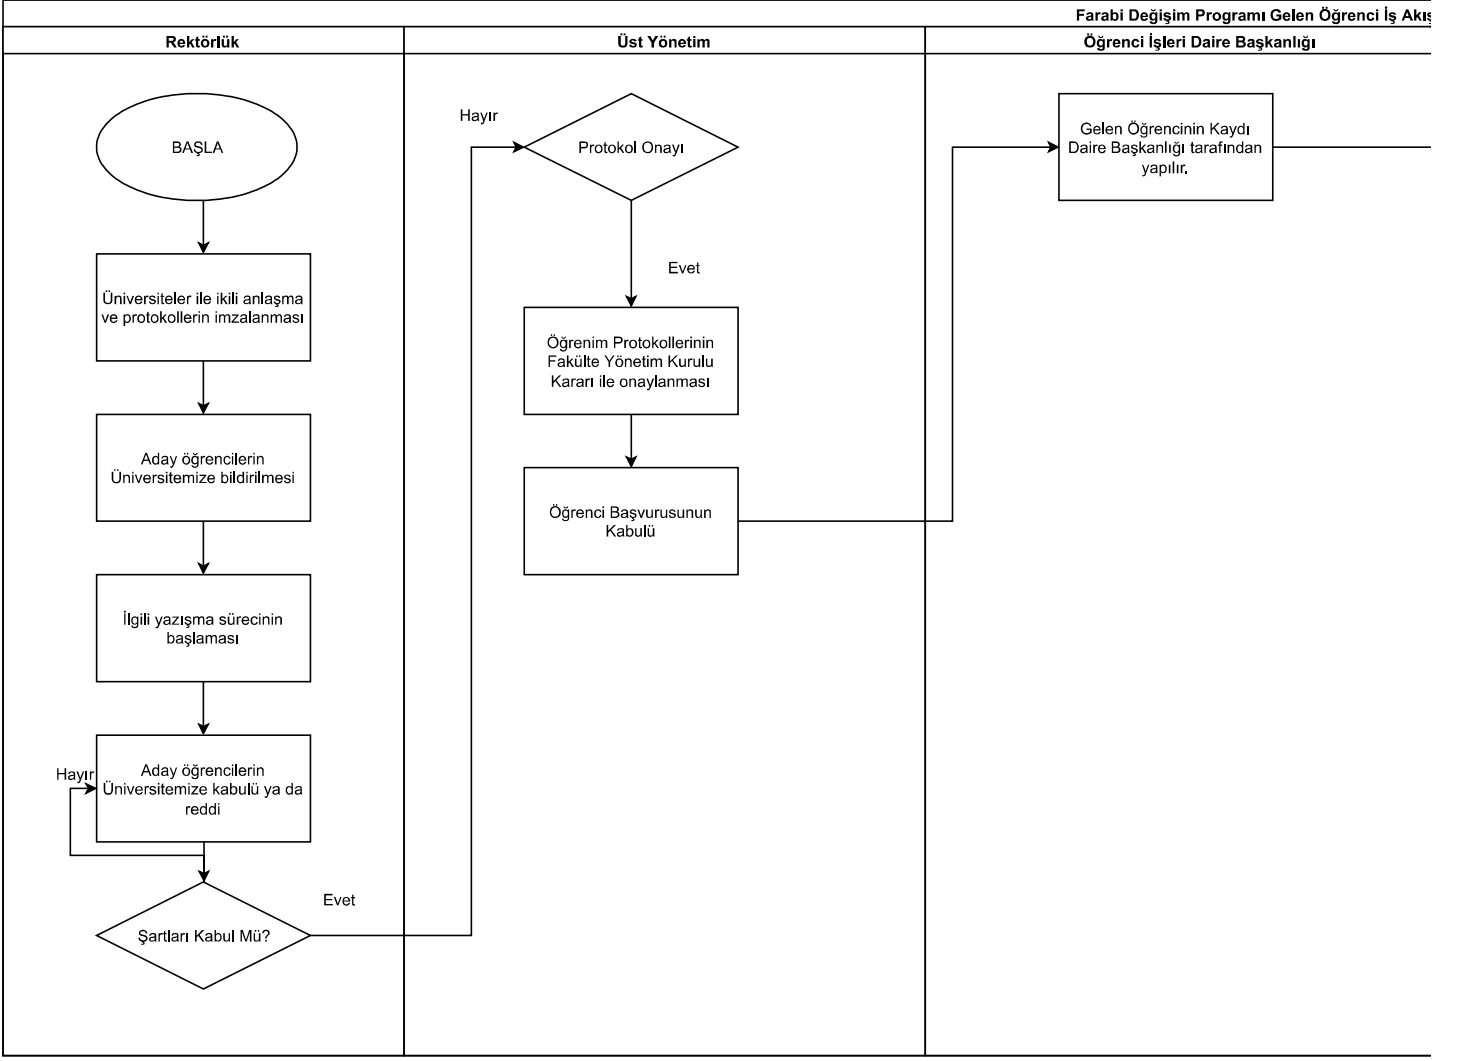 Farabi Değişim Programı Gelen Öğrenci İş Akış
Rektörlük
Üst Yönetim
Öğrenci İşleri Daire Başkanlığı
BAŞLA
Üniversiteler ile ikili anlaşma
ve protokollerin imzalanması
Aday öğrencilerin
Üniversitemize bildirilmesi
İlgili yazışma sürecinin
başlaması
Hayır
Aday öğrencilerin
Üniversitemize kabulü ya da
reddi
Şartları Kabul Mü?
Evet
Hayır
Protokol Onayı
Evet
Öğrenim Protokollerinin
Fakülte Yönetim Kurulu
Kararı ile onaylanması
Öğrenci Başvurusunun
Kabulü
Gelen Öğrencinin Kaydı
Daire Başkanlığı tarafından
yapılır.